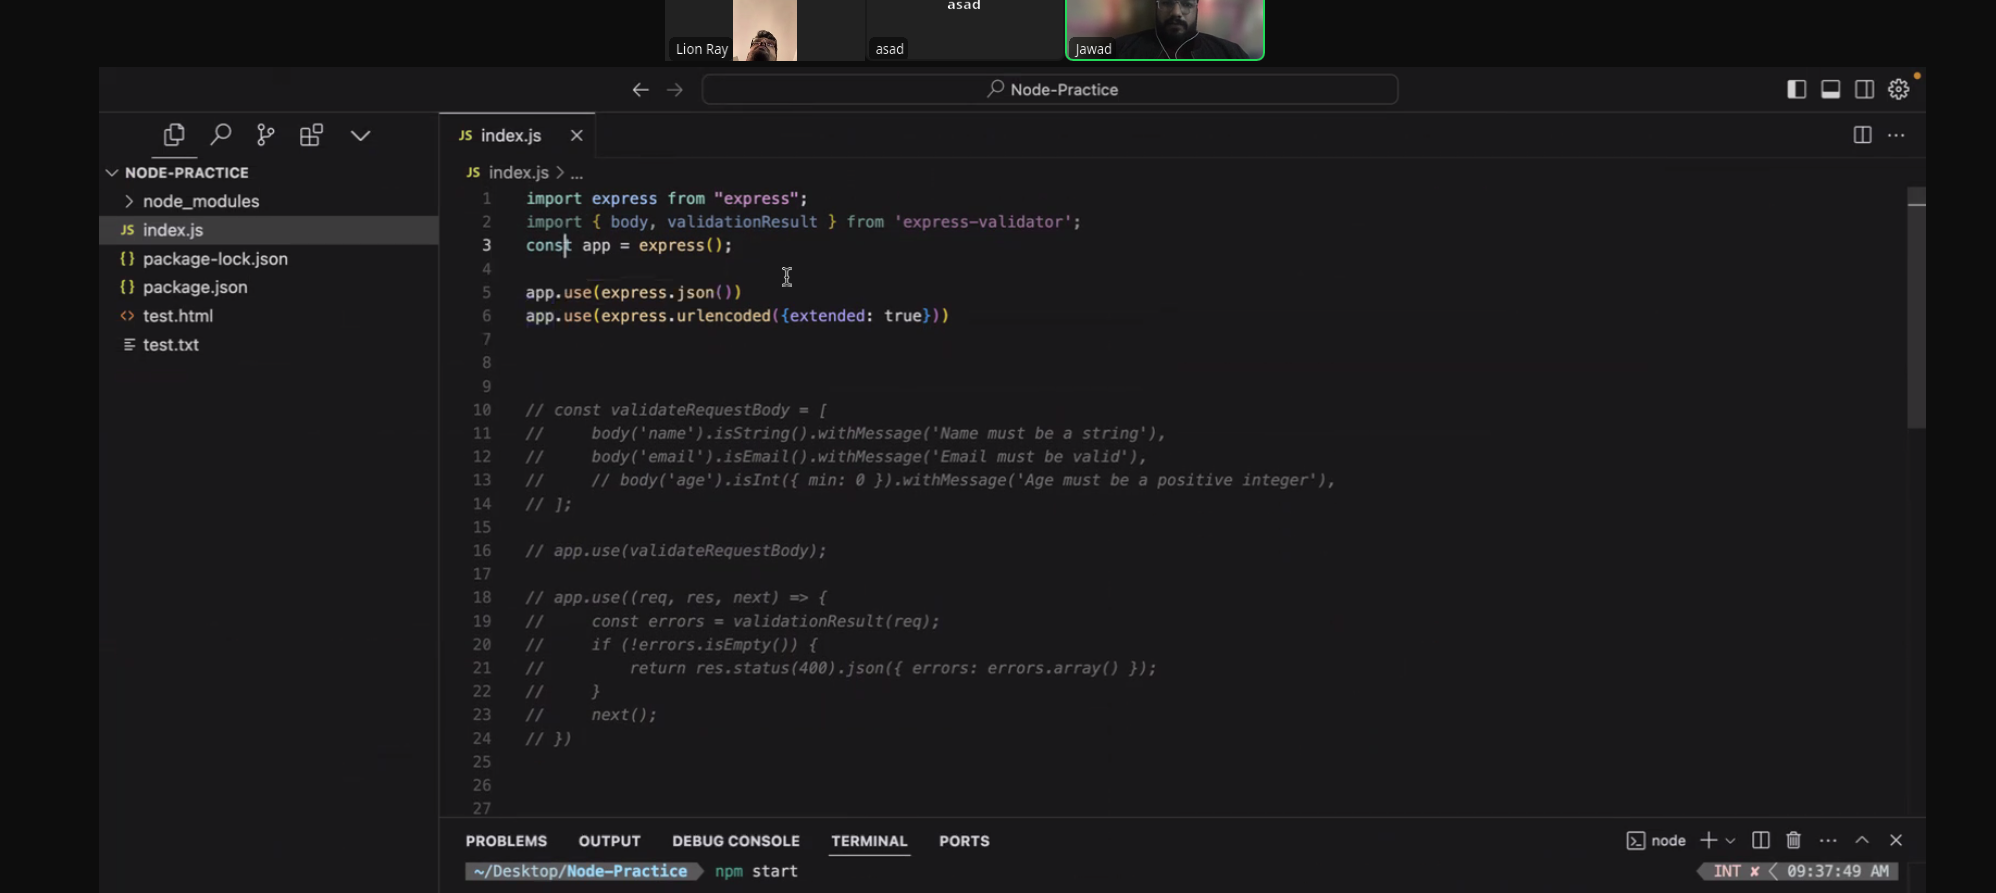 asad
Lion Ray
asad
Jawad
Node-Practice
JS index.js
NODE-PRACTICE
node_modules
JS index.js
{} package-lock.json
{} package.json
<> test.html
test.txt
JS index.js > ...
1 import express from "express";
2 import { body, validationResult } from 'express-validator';
3 const app = express();
4
5 app.use(express.json())
6 app.use(express.urlencoded({extended: true}))
7
8
9
10 // const validateRequestBody = [
11 //     body('name').isString().withMessage('Name must be a string'),
12 //     body('email').isEmail().withMessage('Email must be valid'),
13 //     // body('age').isInt({ min: 0 }).withMessage('Age must be a positive integer'),
14 // ];
15
16 // app.use(validateRequestBody);
17
18 // app.use((req, res, next) => {
19 //     const errors = validationResult(req);
20 //     if (!errors.isEmpty()) {
21 //         return res.status(400).json({ errors: errors.array() });
22 //     }
23 //     next();
24 // })
25
26
27
PROBLEMS OUTPUT DEBUG CONSOLE TERMINAL PORTS
node
~/Desktop/Node-Practice npm start
INT ✘ 09:37:49 AM